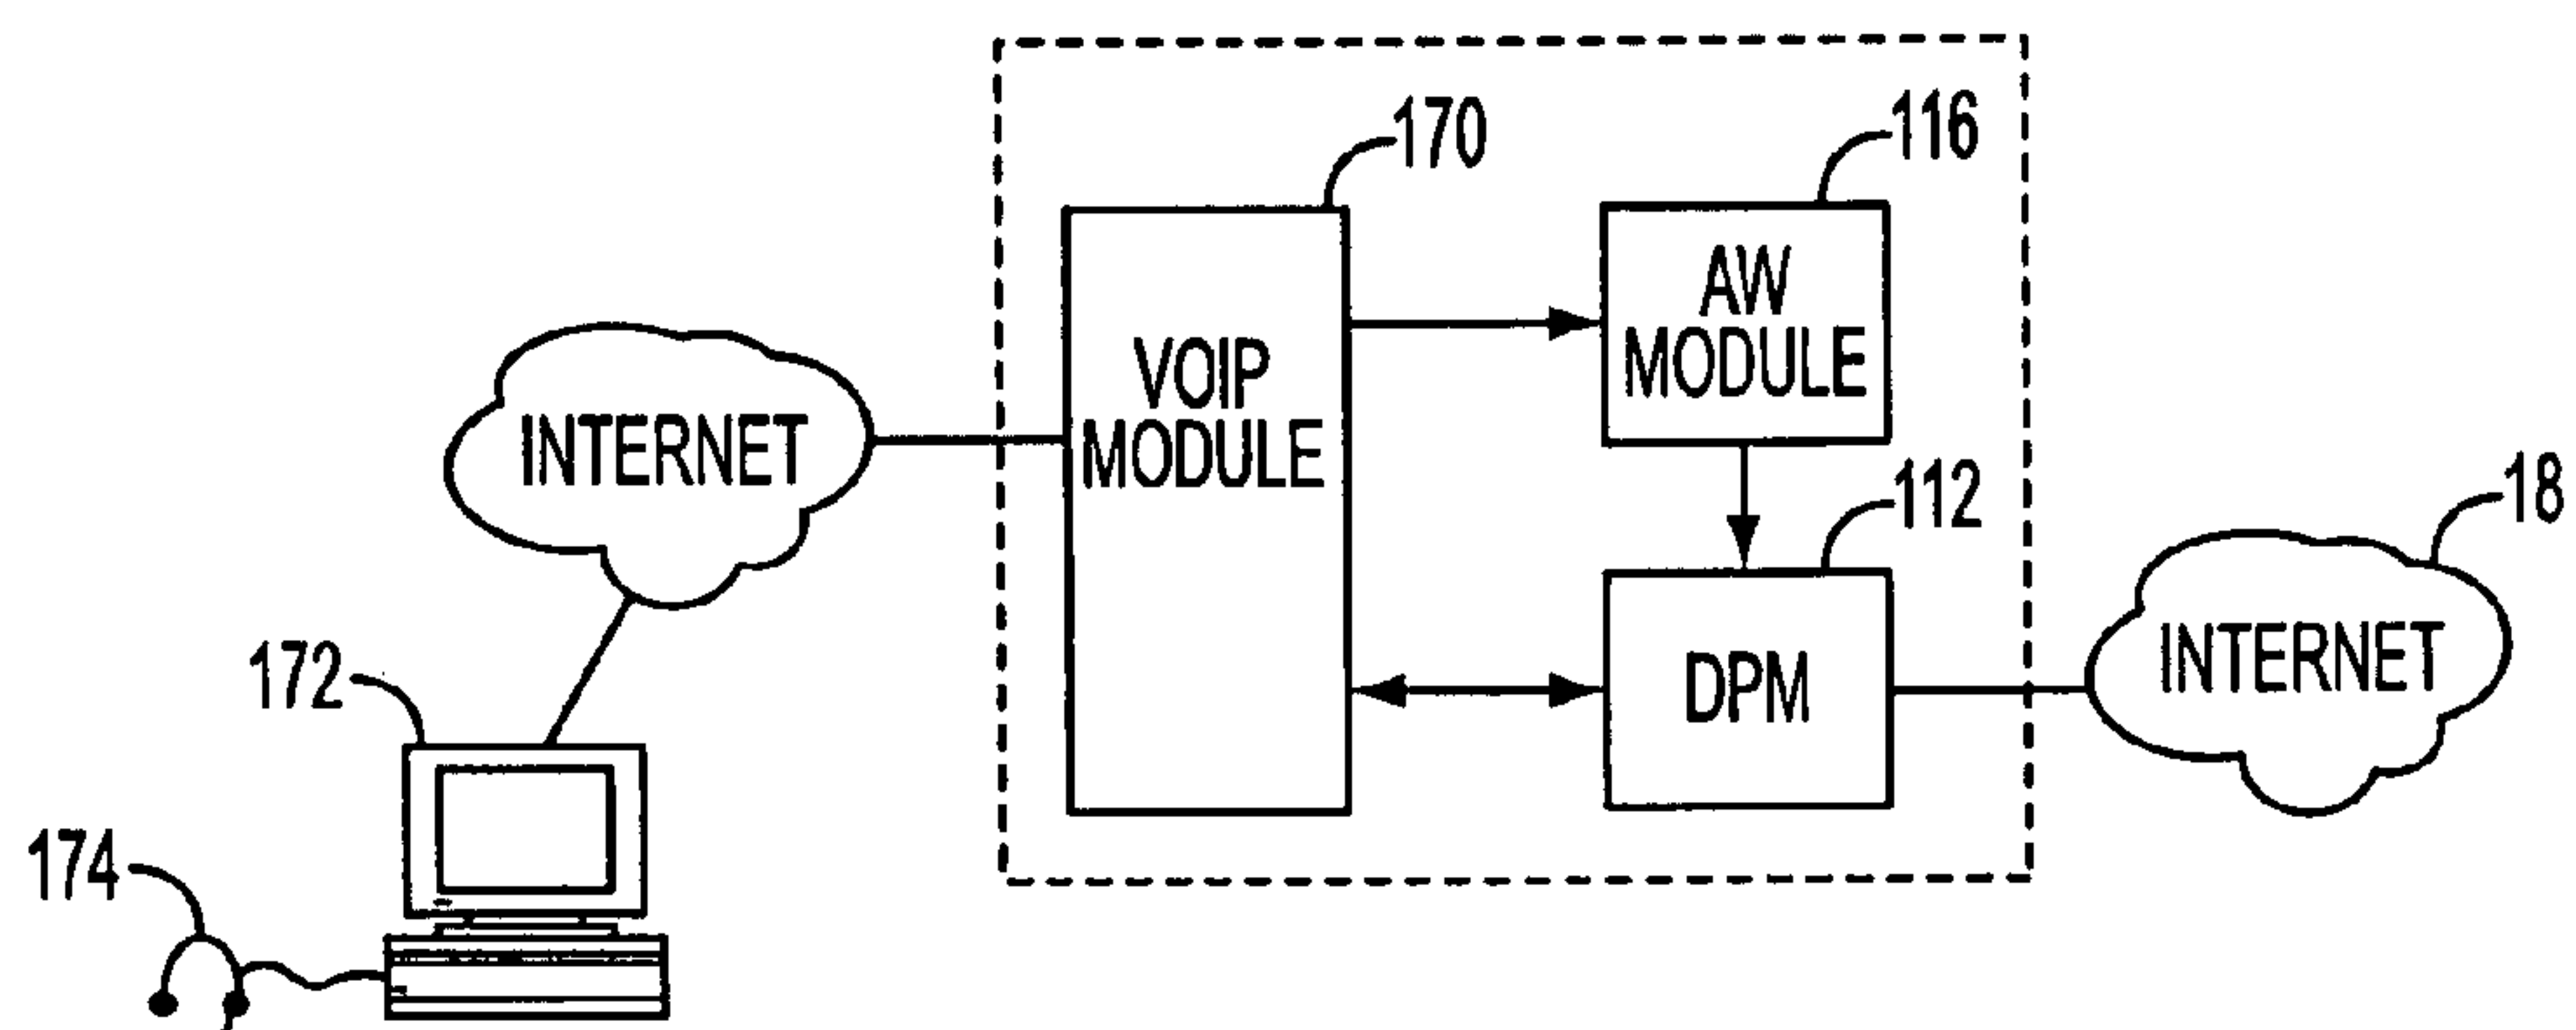 170
116
AW
MODULE
VOIP
MODULE
INTERNET
112
18
172
DPM
INTERNET
174